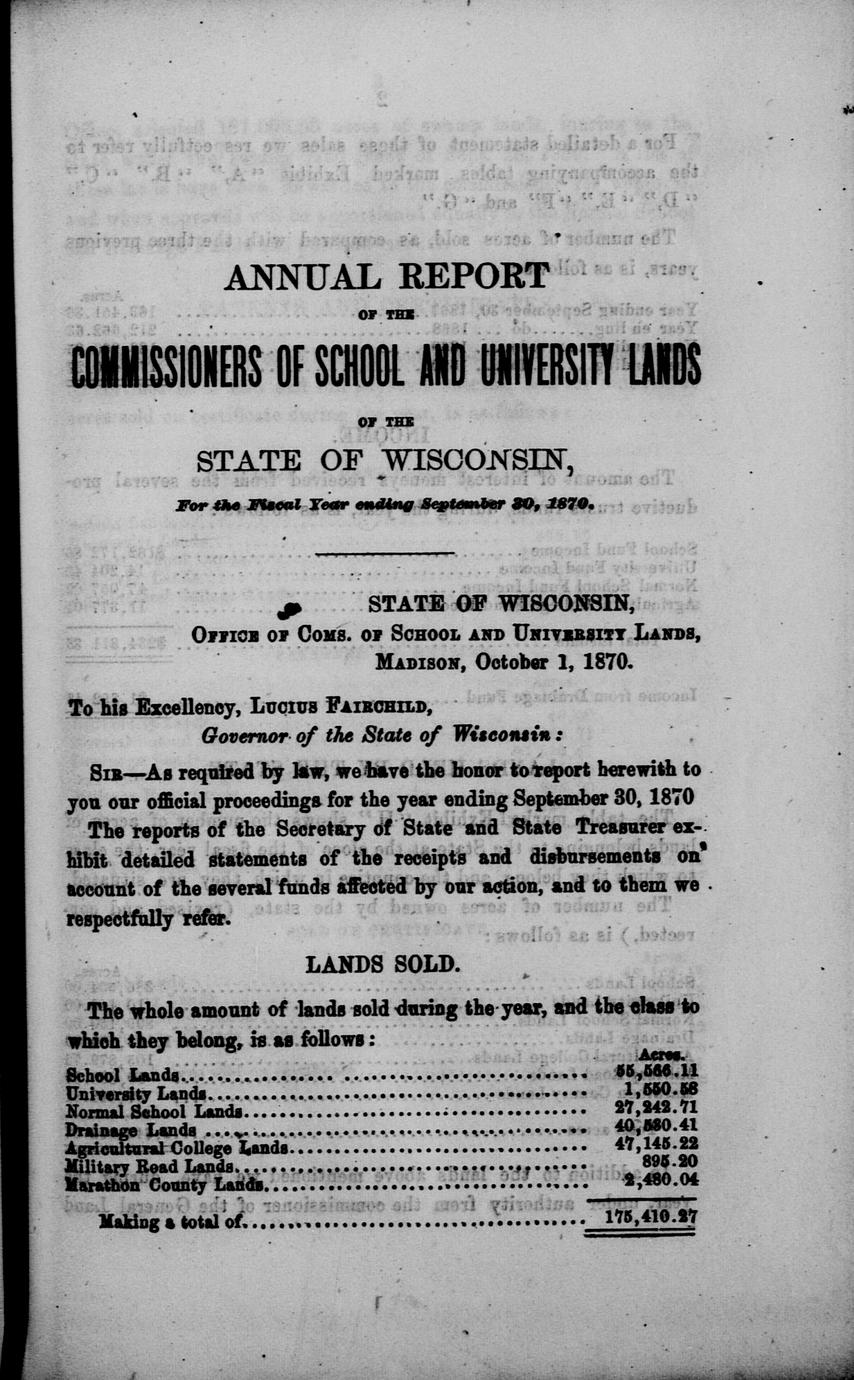 ANNUAL REPORT
OF THE
COMMISSIONERS OF SCHOOL AND UNIVERSITY LANDS
OF THE
STATE OF WISCONSIN,
For the Fiscal Year ending September 30, 1870.
STATE OF WISCONSIN,
OFFICE OF COMS. OF SCHOOL AND UNIVERSITY LANDS,
MADISON, October 1, 1870.
To his Excellency, LUCIUS FAIRCHILD,
Governor of the State of Wisconsin:
SIR—As required by law, we have the honor to report herewith to
you our official proceedings for the year ending September 30, 1870
The reports of the Secretary of State and State Treasurer ex-
hibit detailed statements of the receipts and disbursements on
account of the several funds affected by our action, and to them we
respectfully refer.
LANDS SOLD.
The whole amount of lands sold during the year, and the class to
which they belong, is as follows:
Acres.
School Lands.................................................... 55,566.11
University Lands.................................................... 1,550.58
Normal School Lands.................................................... 27,242.71
Drainage Lands .................................................... 40,530.41
Agricultural College Lands.................................................... 47,145.22
Military Road Lands.................................................... 895.20
Marathon County Lands.................................................... 2,480.04
Making a total of.................................................... 175,410.27